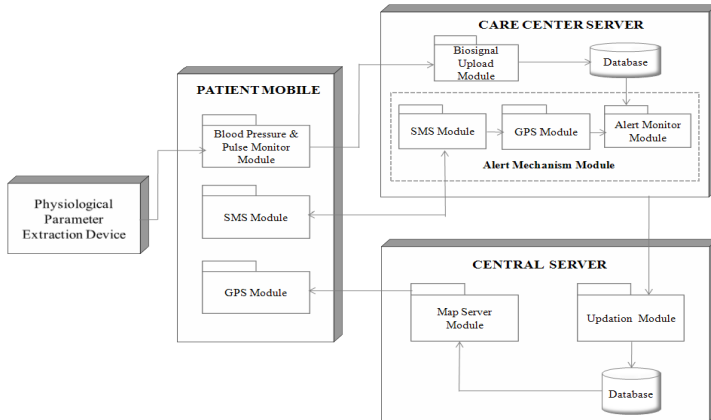 CARE CENTER SERVER
Biosignal
Upload
Module
Database
PATIENT MOBILE
Blood Pressure &
Pulse Monitor
Module
SMS Module
GPS Module
Alert Monitor
Module
Alert Mechanism Module
Physiological
Parameter
Extraction Device
SMS Module
GPS Module
CENTRAL SERVER
Map Server
Module
Updation Module
Database